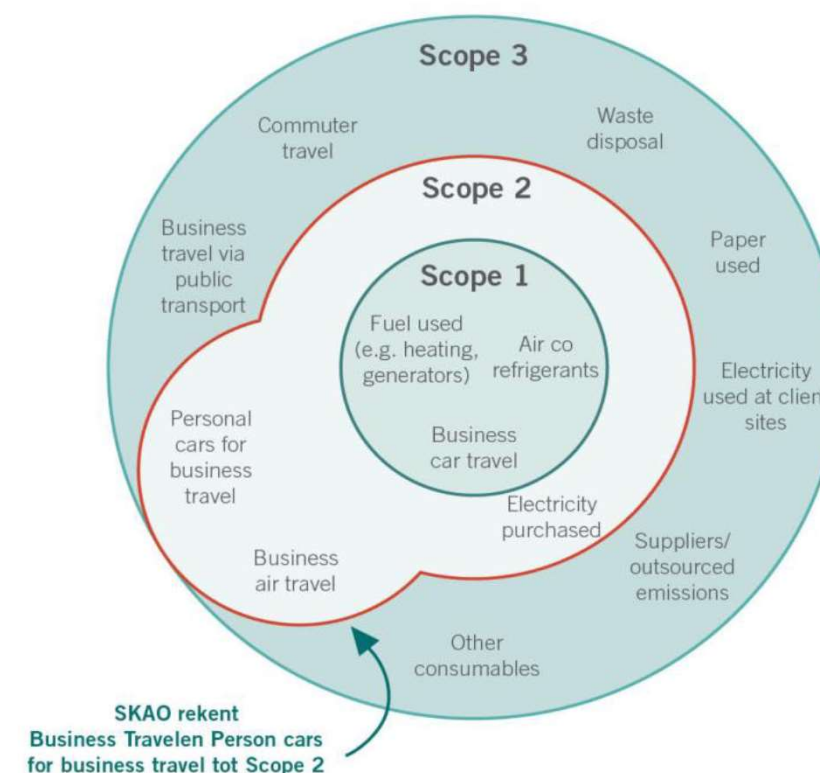 Scope 3
Commuter
travel
Waste
disposal
Scope 2
Business
travel via
public
transport
Paper
used
Scope 1
Fuel used
(e.g. heating,
generators)
Air co
refrigerants
Electricity
used at client
sites
Personal
cars for
business
travel
Business
car travel
Electricity
purchased
Suppliers/
outsourced
emissions
Business
air travel
Other
consumables
SKAO rekent
Business Travelen Person cars
for business travel tot Scope 2